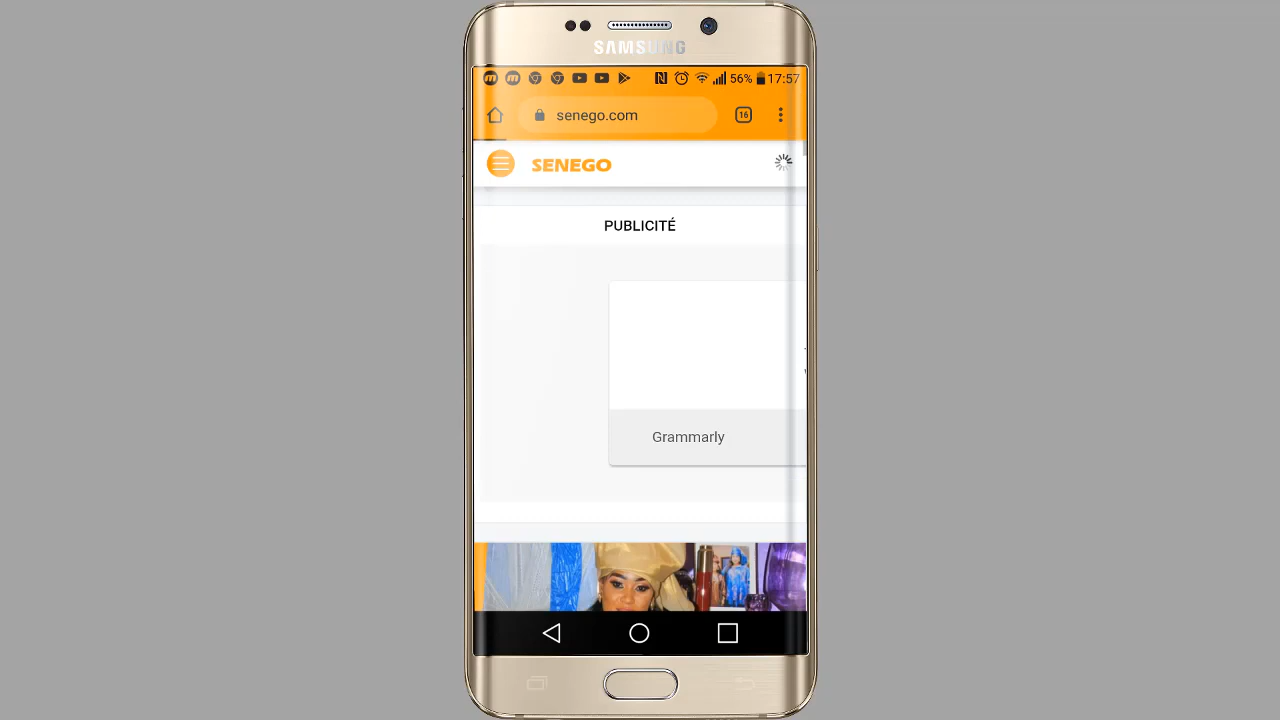 SAMSUNG
56% 17:57
senego.com
16
SENEGO
PUBLICITÉ
Grammarly